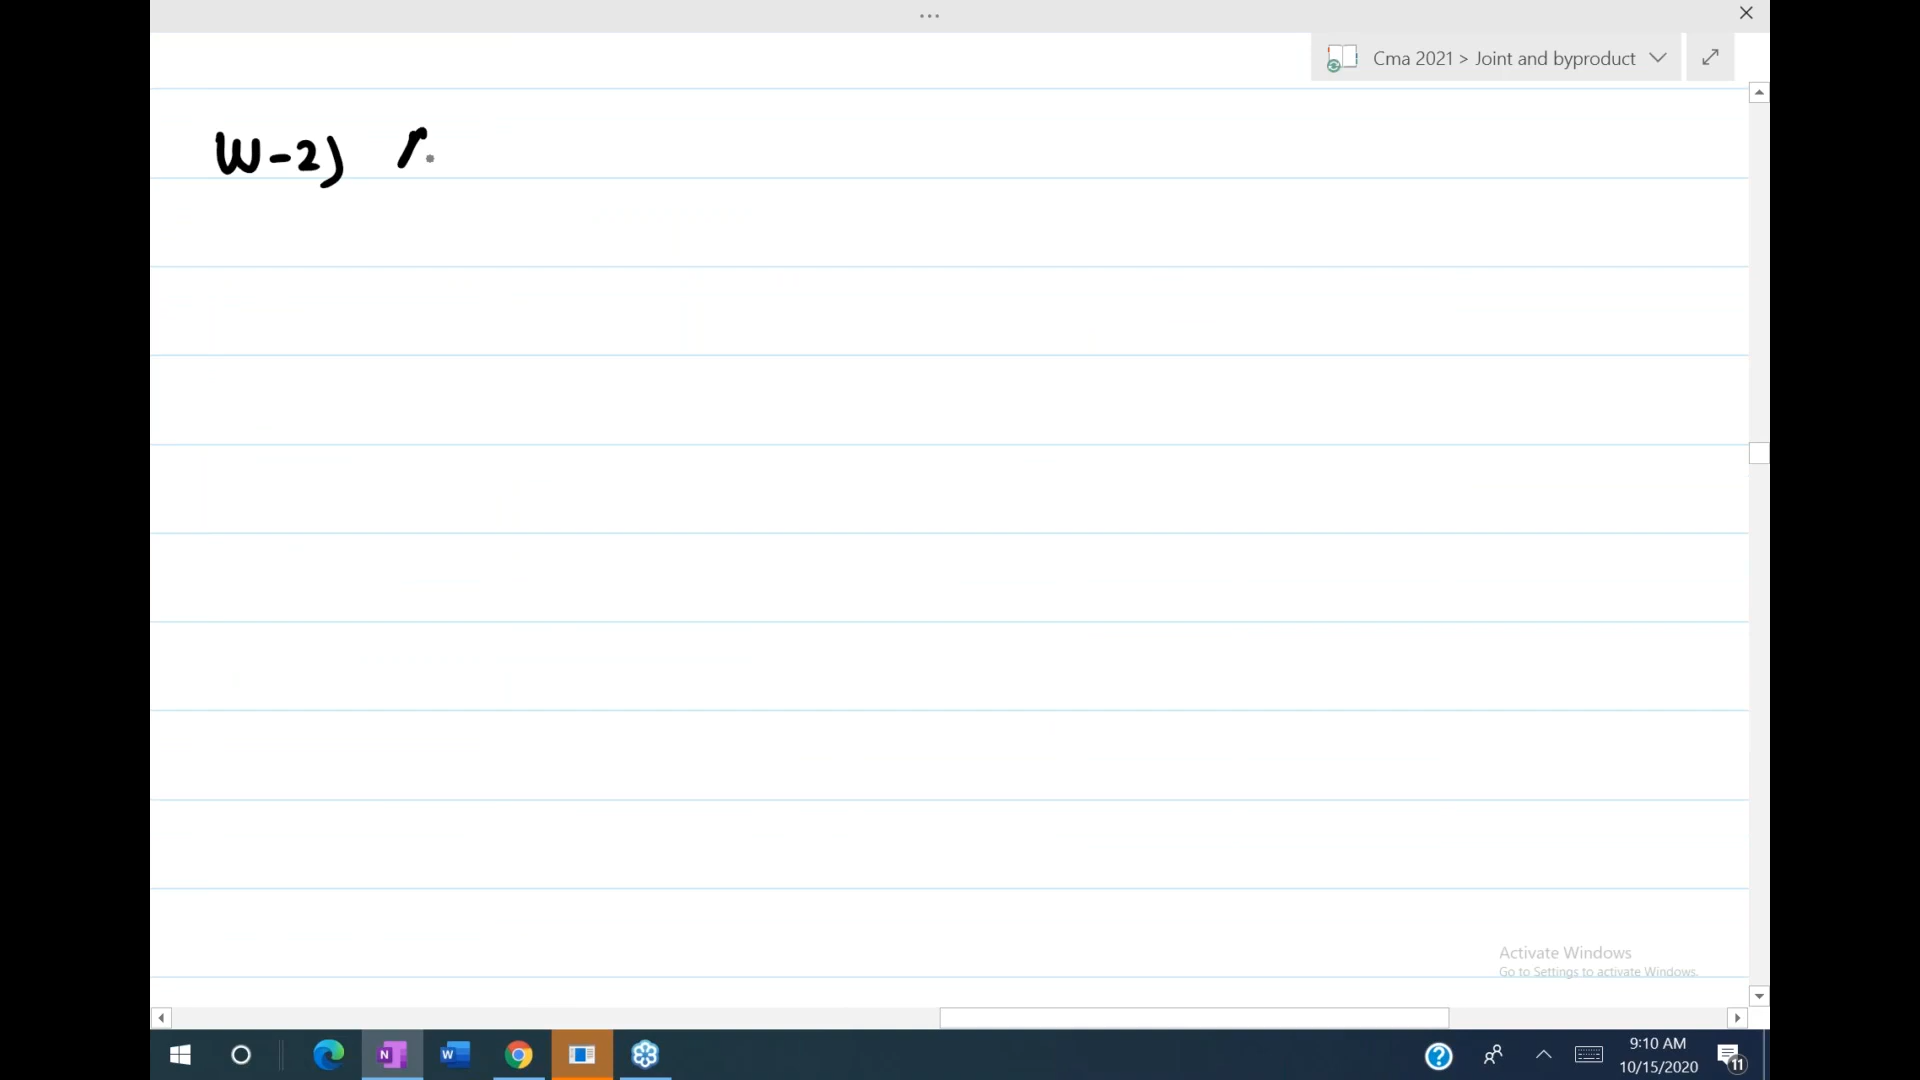 Cma 2021 > Joint and byproduct
W-2)
Activate Windows
Go to Settings to activate Windows.
9:10 AM
10/15/2020
11